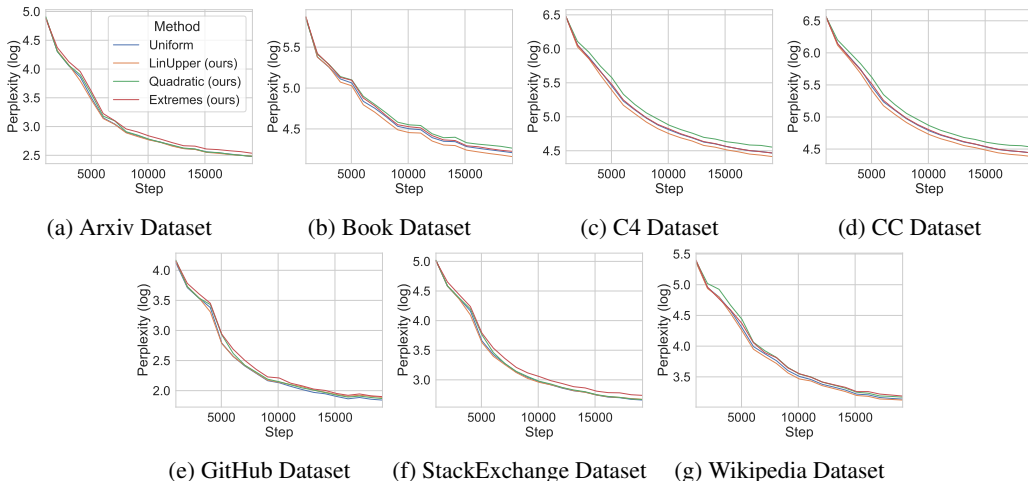 5.0
4.5
4.0
3.5
3.0
2.5
Perplexity (log)
Method
Uniform
LinUpper (ours)
Quadratic (ours)
Extremes (ours)
5000 10000 15000
Step
(a) Arxiv Dataset
5.5
5.0
4.5
Perplexity (log)
5000 10000 15000
Step
(b) Book Dataset
6.5
6.0
5.5
5.0
4.5
Perplexity (log)
5000 10000 15000
Step
(c) C4 Dataset
6.5
6.0
5.5
5.0
4.5
Perplexity (log)
5000 10000 15000
Step
(d) CC Dataset
4.0
3.5
3.0
2.5
2.0
Perplexity (log)
5000 10000 15000
Step
(e) GitHub Dataset
5.0
4.5
4.0
3.5
3.0
Perplexity (log)
5000 10000 15000
Step
(f) StackExchange Dataset
5.5
5.0
4.5
4.0
3.5
Perplexity (log)
5000 10000 15000
Step
(g) Wikipedia Dataset